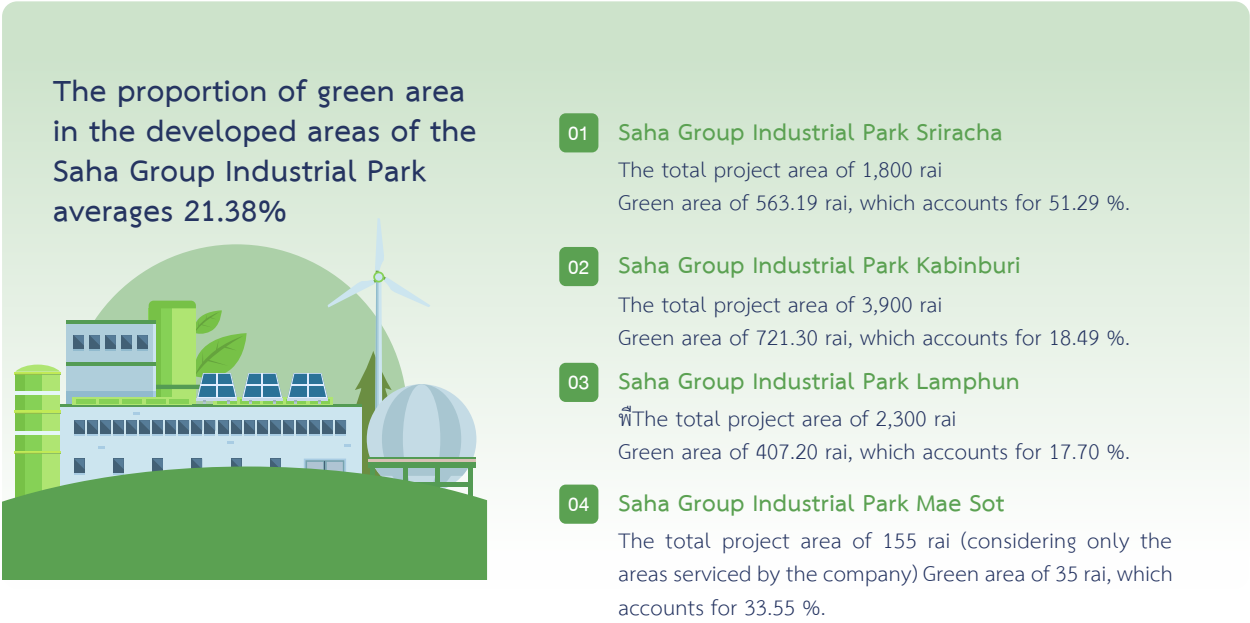 The proportion of green area
in the developed areas of the
Saha Group Industrial Park
averages 21.38%
01
Saha Group Industrial Park Sriracha
The total project area of 1,800 rai
Green area of 563.19 rai, which accounts for 51.29 %.
02
Saha Group Industrial Park Kabinburi
The total project area of 3,900 rai
Green area of 721.30 rai, which accounts for 18.49 %.
03
Saha Group Industrial Park Lamphun
พืThe total project area of 2,300 rai
Green area of 407.20 rai, which accounts for 17.70 %.
04
Saha Group Industrial Park Mae Sot
The total project area of 155 rai (considering only the
areas serviced by the company) Green area of 35 rai, which
accounts for 33.55 %.